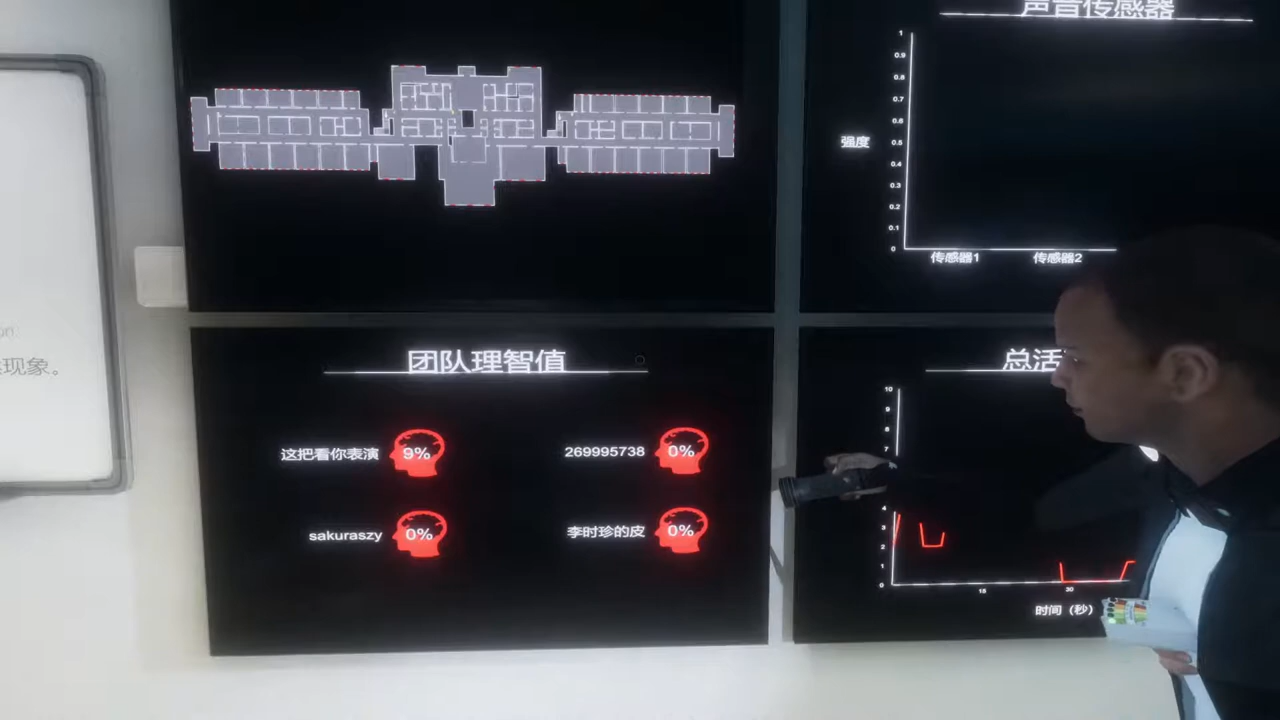 声音传感器
1
0.9
0.8
0.7
0.6
0.5
0.4
0.3
0.2
0.1
0
强度
传感器1 传感器2
现象。
团队理智值
这把看你表演 9%
269995738 0%
sakuraszy 0%
李时珍的皮 0%
总活
10
9
8
7
4
3
2
1
0
15 30
时间（秒）